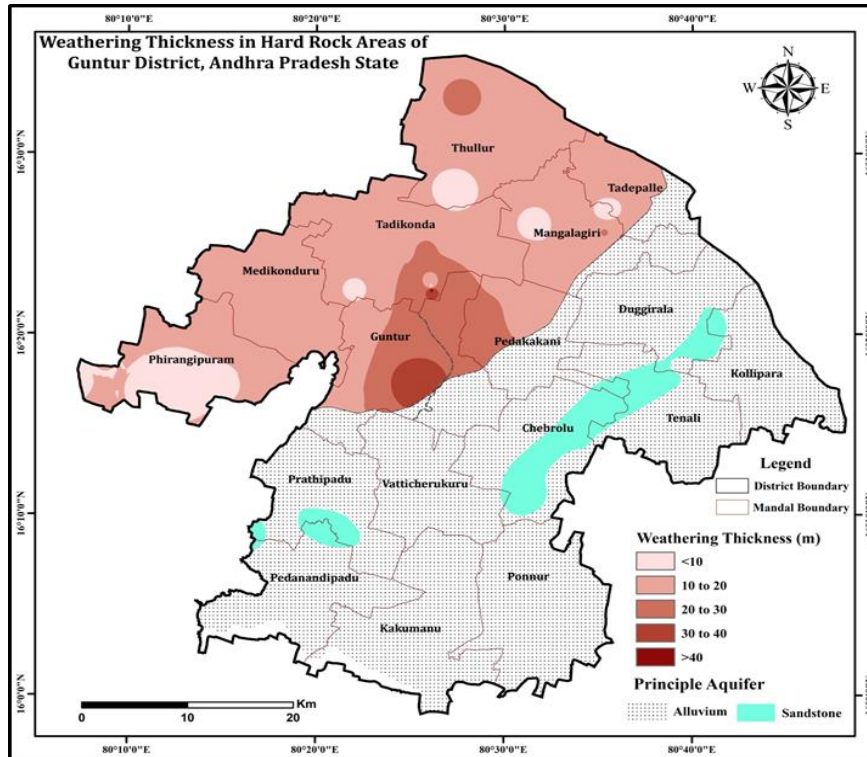 80°10'0"E 80°20'0"E 80°30'0"E 80°40'0"E
Weathering Thickness in Hard Rock Areas of
Guntur District, Andhra Pradesh State
N
W E
S
16°30'0"N
Thullur
Tadepalle
Tadikonda
Mangalagiri
Medikonduru
16°20'0"N
Duggirala
Guntur
Pedakakani
Phirangipuram
Kollipara
Chebrolu
Tenali
Legend
District Boundary
Mandal Boundary
Prathipadu
Vatticherukuru
16°10'0"N
Weathering Thickness (m)
<10
10 to 20
20 to 30
30 to 40
>40
Pedanandipadu
Ponnur
Kakumanu
Principle Aquifer
Alluvium Sandstone
16°0'0"N
Km
0 10 20
80°10'0"E 80°20'0"E 80°30'0"E 80°40'0"E